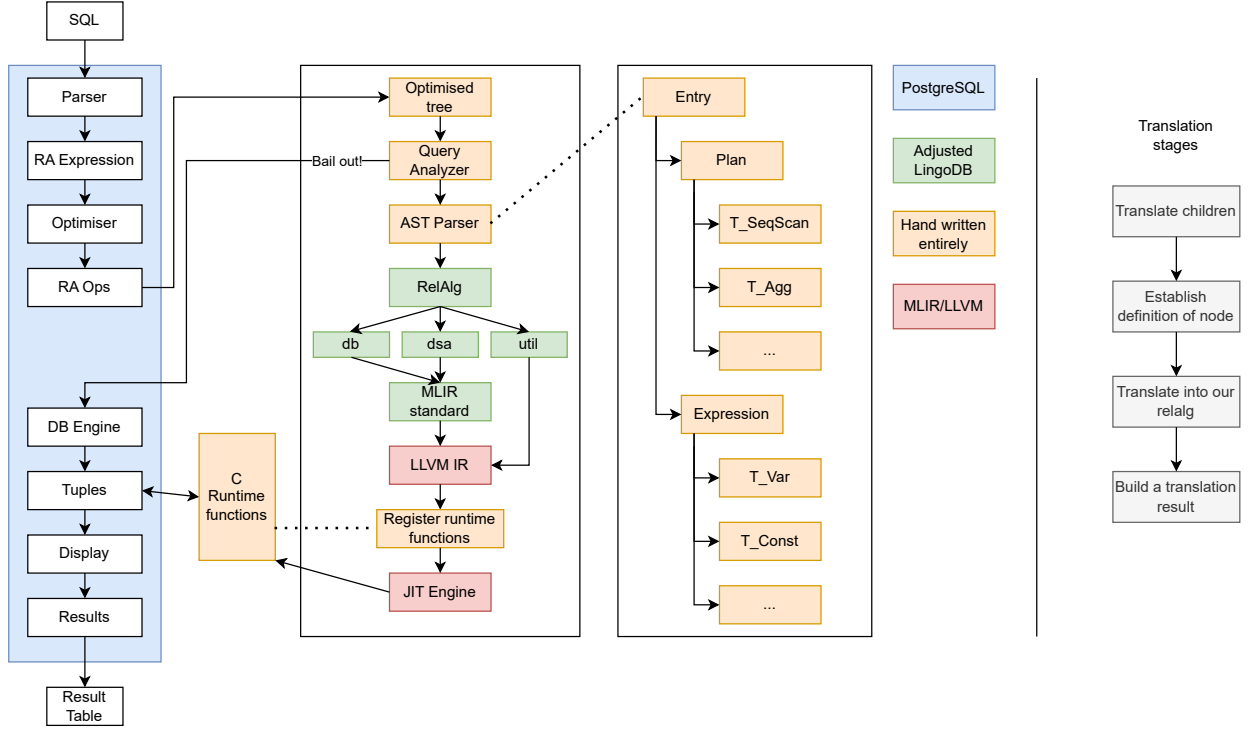 SQL
Parser
RA Expression
Optimiser
RA Ops
DB Engine
Tuples
Display
Results
Result
Table
C
Runtime
functions
Bail out!
Optimised
tree
Query
Analyzer
AST Parser
RelAlg
db
dsa
util
MLIR
standard
LLVM IR
Register runtime
functions
JIT Engine
Entry
Plan
T_SeqScan
T_Agg
...
Expression
T_Var
T_Const
...
PostgreSQL
Adjusted
LingoDB
Hand written
entirely
MLIR/LLVM
Translation
stages
Translate children
Establish
definition of node
Translate into our
relalg
Build a translation
result